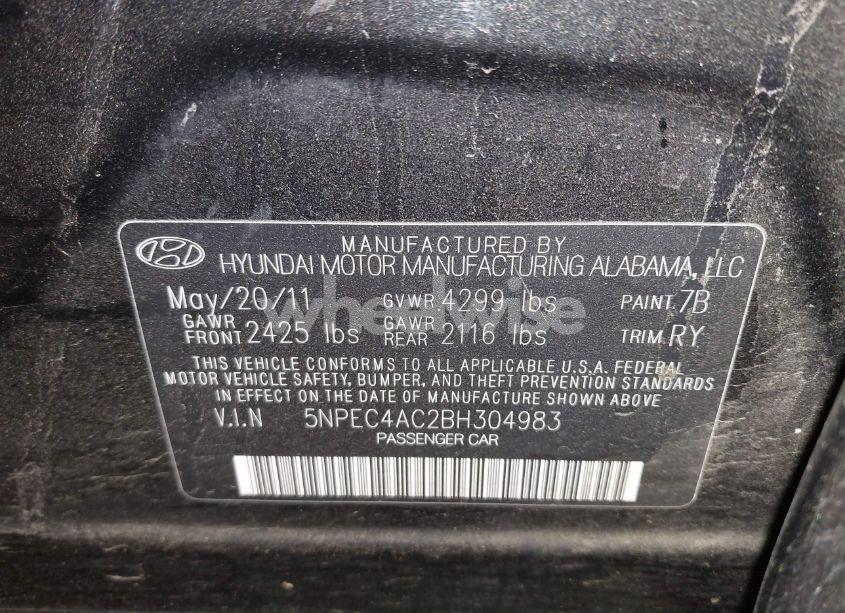 MANUFACTURED BY
HYUNDAI MOTOR MANUFACTURING ALABAMA, LLC
May/20/11 GVWR 4299 lbs PAINT 7B
GAWR FRONT 2425 lbs GAWR REAR 2116 lbs TRIM RY
THIS VEHICLE CONFORMS TO ALL APPLICABLE U.S.A. FEDERAL
MOTOR VEHICLE SAFETY, BUMPER, AND THEFT PREVENTION STANDARDS
IN EFFECT ON THE DATE OF MANUFACTURE SHOWN ABOVE
V.I.N 5NPEC4AC2BH304983
PASSENGER CAR
wheelwise